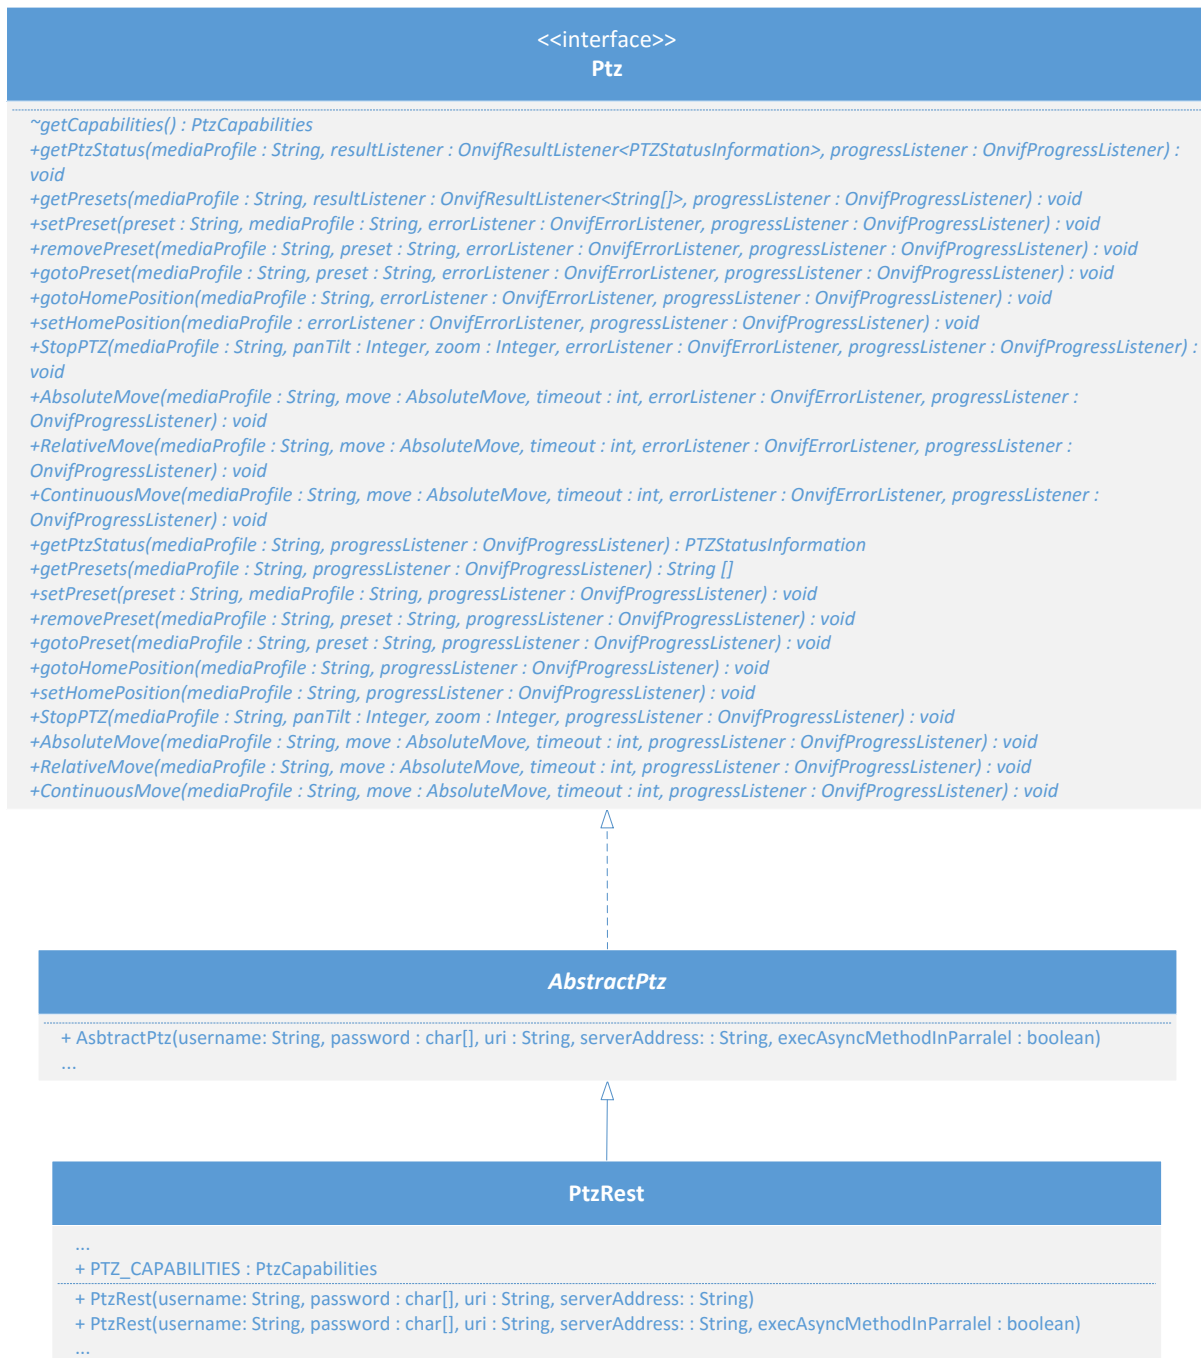 <<interface>>
Ptz
~getCapabilities() : PtzCapabilities
+getPtzStatus(mediaProfile : String, resultListener : OnvifResultListener<PTZStatusInformation>, progressListener : OnvifProgressListener) :
void
+getPresets(mediaProfile : String, resultListener : OnvifResultListener<String[]>, progressListener : OnvifProgressListener) : void
+setPreset(preset : String, mediaProfile : String, errorListener : OnvifErrorListener, progressListener : OnvifProgressListener) : void
+removePreset(mediaProfile : String, preset : String, errorListener : OnvifErrorListener, progressListener : OnvifProgressListener) : void
+gotoPreset(mediaProfile : String, preset : String, errorListener : OnvifErrorListener, progressListener : OnvifProgressListener) : void
+gotoHomePosition(mediaProfile : String, errorListener : OnvifErrorListener, progressListener : OnvifProgressListener) : void
+setHomePosition(mediaProfile : errorListener : OnvifErrorListener, progressListener : OnvifProgressListener) : void
+StopPTZ(mediaProfile : String, panTilt : Integer, zoom : Integer, errorListener : OnvifErrorListener, progressListener : OnvifProgressListener) :
void
+AbsoluteMove(mediaProfile : String, move : AbsoluteMove, timeout : int, errorListener : OnvifErrorListener, progressListener :
OnvifProgressListener) : void
+RelativeMove(mediaProfile : String, move : AbsoluteMove, timeout : int, errorListener : OnvifErrorListener, progressListener :
OnvifProgressListener) : void
+ContinuousMove(mediaProfile : String, move : AbsoluteMove, timeout : int, errorListener : OnvifErrorListener, progressListener :
OnvifProgressListener) : void
+getPtzStatus(mediaProfile : String, progressListener : OnvifProgressListener) : PTZStatusInformation
+getPresets(mediaProfile : String, progressListener : OnvifProgressListener) : String []
+setPreset(preset : String, mediaProfile : String, progressListener : OnvifProgressListener) : void
+removePreset(mediaProfile : String, preset : String, progressListener : OnvifProgressListener) : void
+gotoPreset(mediaProfile : String, preset : String, progressListener : OnvifProgressListener) : void
+gotoHomePosition(mediaProfile : String, progressListener : OnvifProgressListener) : void
+setHomePosition(mediaProfile : String, progressListener : OnvifProgressListener) : void
+StopPTZ(mediaProfile : String, panTilt : Integer, zoom : Integer, progressListener : OnvifProgressListener) : void
+AbsoluteMove(mediaProfile : String, move : AbsoluteMove, timeout : int, progressListener : OnvifProgressListener) : void
+RelativeMove(mediaProfile : String, move : AbsoluteMove, timeout : int, progressListener : OnvifProgressListener) : void
+ContinuousMove(mediaProfile : String, move : AbsoluteMove, timeout : int, progressListener : OnvifProgressListener) : void
AbstractPtz
+ AsbtractPtz(username: String, password : char[], uri : String, serverAddress: : String, execAsyncMethodInParralel : boolean)
...
PtzRest
...
+ PTZ_CAPABILITIES : PtzCapabilities
+ PtzRest(username: String, password : char[], uri : String, serverAddress: : String)
+ PtzRest(username: String, password : char[], uri : String, serverAddress: : String, execAsyncMethodInParralel : boolean)
...